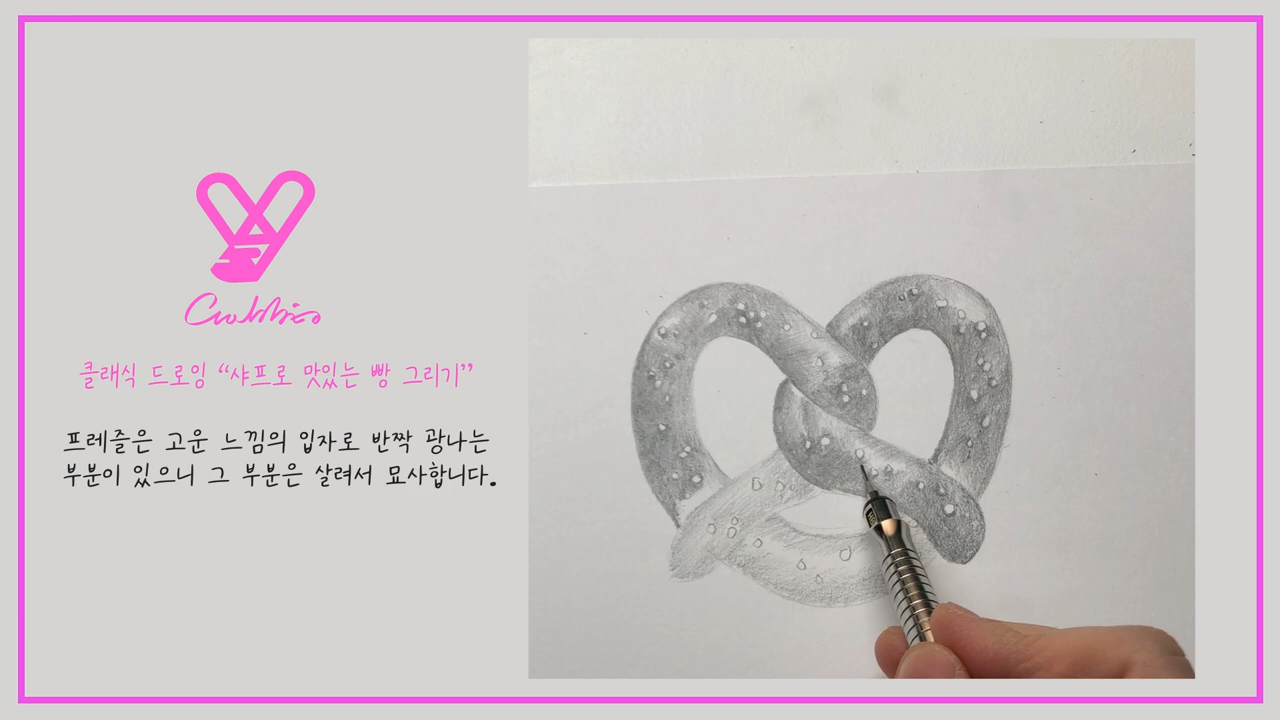 클래식 드로잉 “샤프로 맛있는 빵 그리기”
프레즐은 고운 느낌의 입자로 반짝 광나는
부분이 있으니 그 부분은 살려서 묘사합니다.